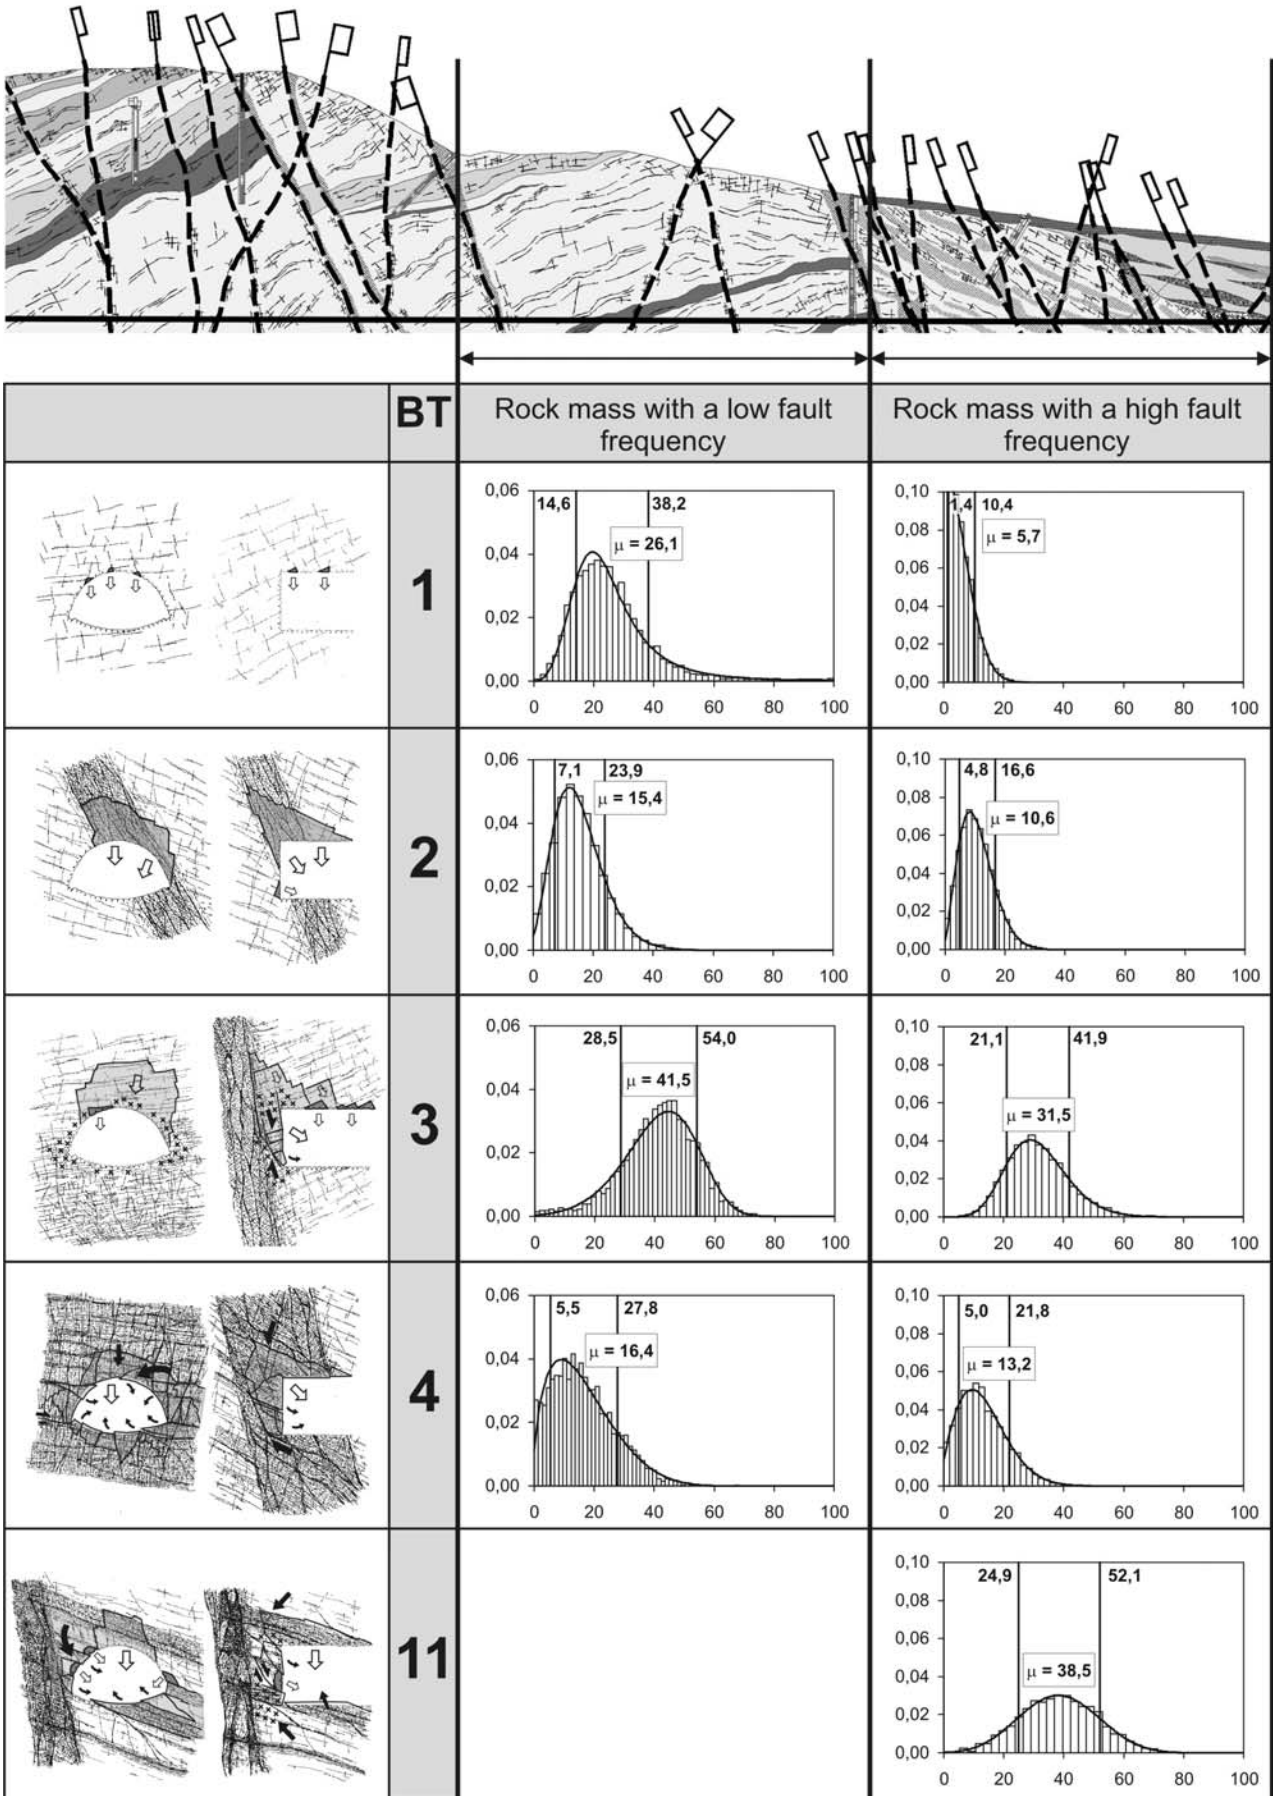 BT
Rock mass with a low fault
frequency
Rock mass with a high fault
frequency
1
0,06
0,04
0,02
0,00
14,6
38,2
μ = 26,1
0 20 40 60 80 100
0,10
0,08
0,06
0,04
0,02
0,00
1,4 10,4
μ = 5,7
0 20 40 60 80 100
2
0,06
0,04
0,02
0,00
7,1
23,9
μ = 15,4
0 20 40 60 80 100
0,10
0,08
0,06
0,04
0,02
0,00
4,8 16,6
μ = 10,6
0 20 40 60 80 100
3
0,06
0,04
0,02
0,00
28,5
54,0
μ = 41,5
0 20 40 60 80 100
0,10
0,08
0,06
0,04
0,02
0,00
21,1
41,9
μ = 31,5
0 20 40 60 80 100
4
0,06
0,04
0,02
0,00
5,5
27,8
μ = 16,4
0 20 40 60 80 100
0,10
0,08
0,06
0,04
0,02
0,00
5,0
21,8
μ = 13,2
0 20 40 60 80 100
11
0,10
0,08
0,06
0,04
0,02
0,00
24,9
52,1
μ = 38,5
0 20 40 60 80 100